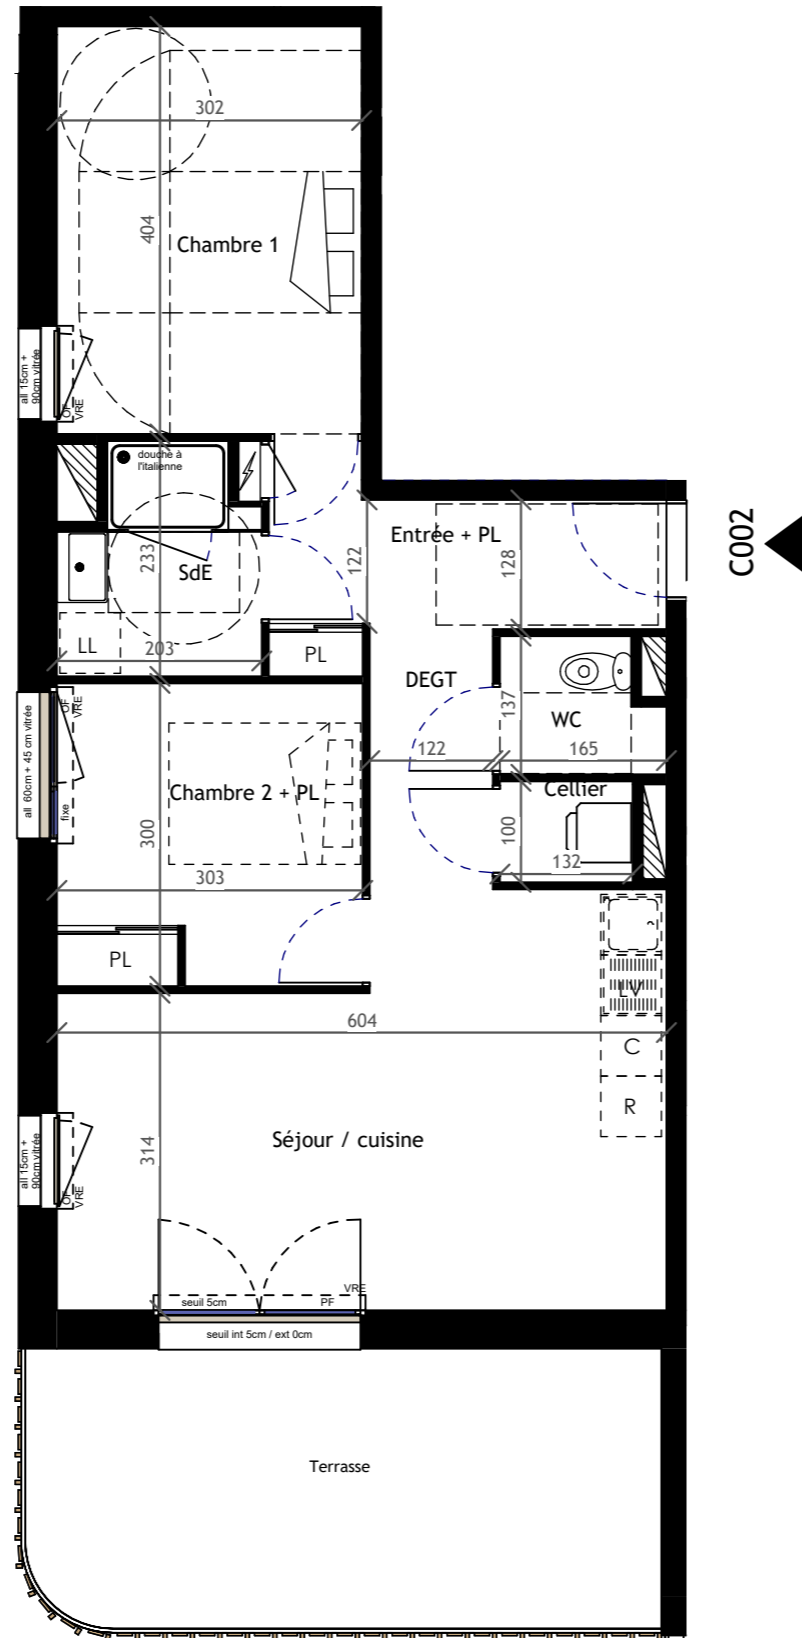 302
404
Chambre 1
all 15cm +
90cm vitrée
OF
VRE
douche à
l'italienne
Entrée + PL
C002
122
128
233
SdE
LL
203
PL
DEGT
137
WC
122
165
all 60cm + 45 cm vitrée
OF
VRE
fixe
Chambre 2 + PL
Cellier
300
100
132
303
PL
LV
604
C
R
314
Séjour / cuisine
all 15cm +
90cm vitrée
OF
VRE
VRE
seuil 5cm
PF
seuil int 5cm / ext 0cm
Terrasse